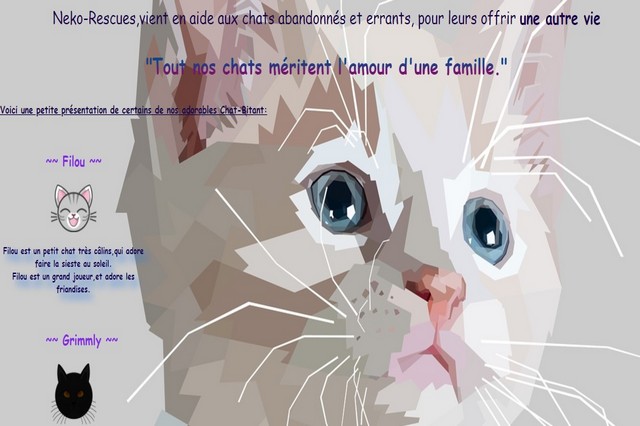 Neko-Rescues,vient en aide aux chats abandonnés et errants, pour leurs offrir une autre vie
"Tout nos chats méritent l'amour d'une famille."
Voici une petite présentation de certains de nos adorables Chat-Bitant:
~~ Filou ~~
Filou est un petit chat très câlins,qui adore
faire la sieste au soleil.
Filou est un grand joueur,et adore les
friandises.
~~ Grimmly ~~